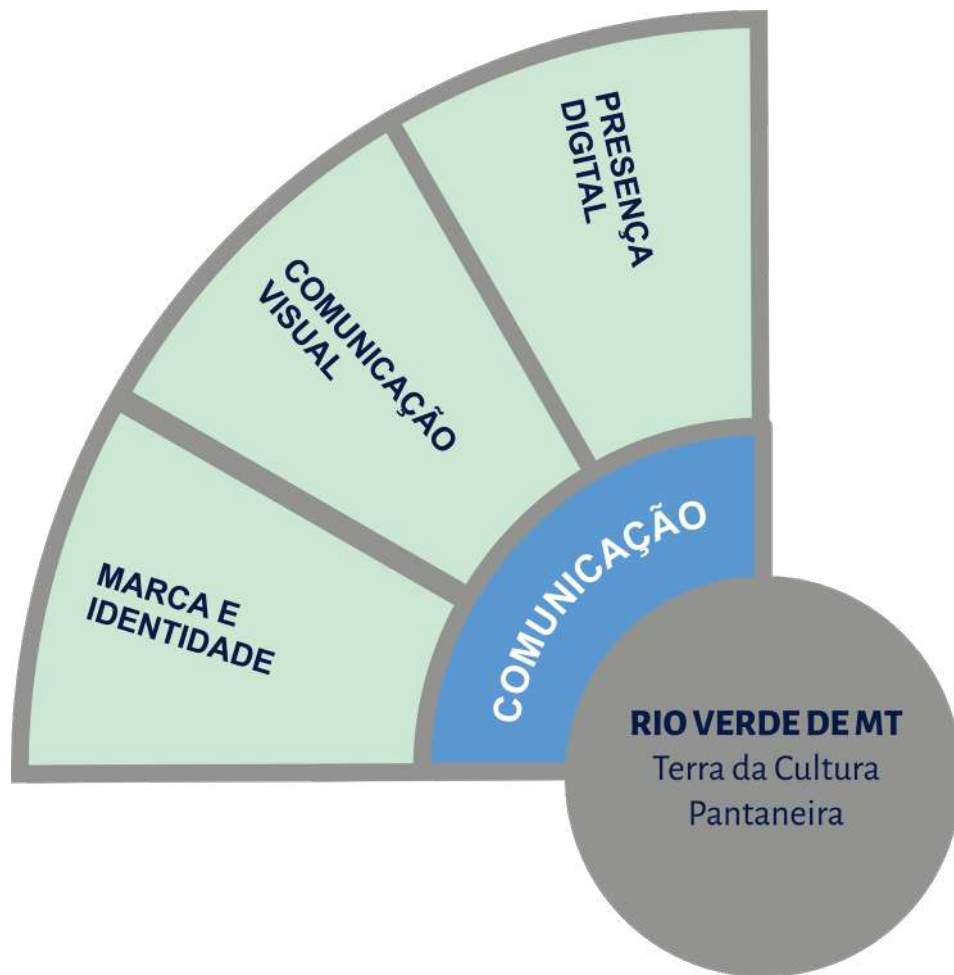 PRESENÇA
DIGITAL
COMUNICAÇÃO
VISUAL
MARCA E
IDENTIDADE
COMUNICAÇÃO
RIO VERDE DE MT
Terra da Cultura
Pantaneira